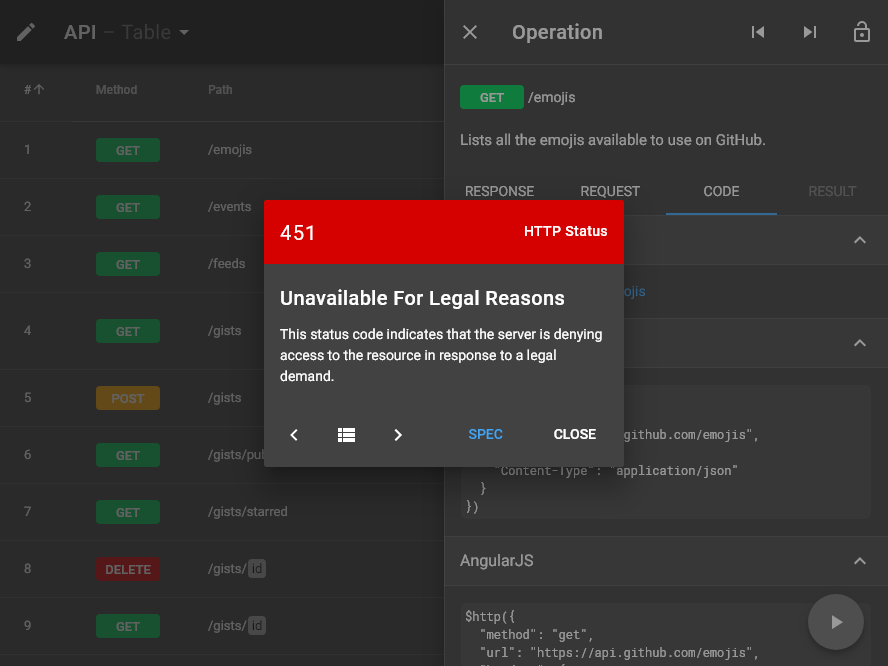 API – Table
Operation
# Method Path
1 GET /emojis
2 GET /events
3 GET /feeds
4 GET /gists
5 POST /gists
6 GET /gists/pu
7 GET /gists/starred
8 DELETE /gists/ id
9 GET /gists/ id
GET /emojis
Lists all the emojis available to use on GitHub.
RESPONSE REQUEST CODE RESULT
451 HTTP Status
Unavailable For Legal Reasons
This status code indicates that the server is denying
access to the resource in response to a legal
demand.
SPEC CLOSE
ojis
github.com/emojis",
"Content-Type": "application/json"
}
})
AngularJS
$http({
"method": "get",
"url": "https://api.github.com/emojis",